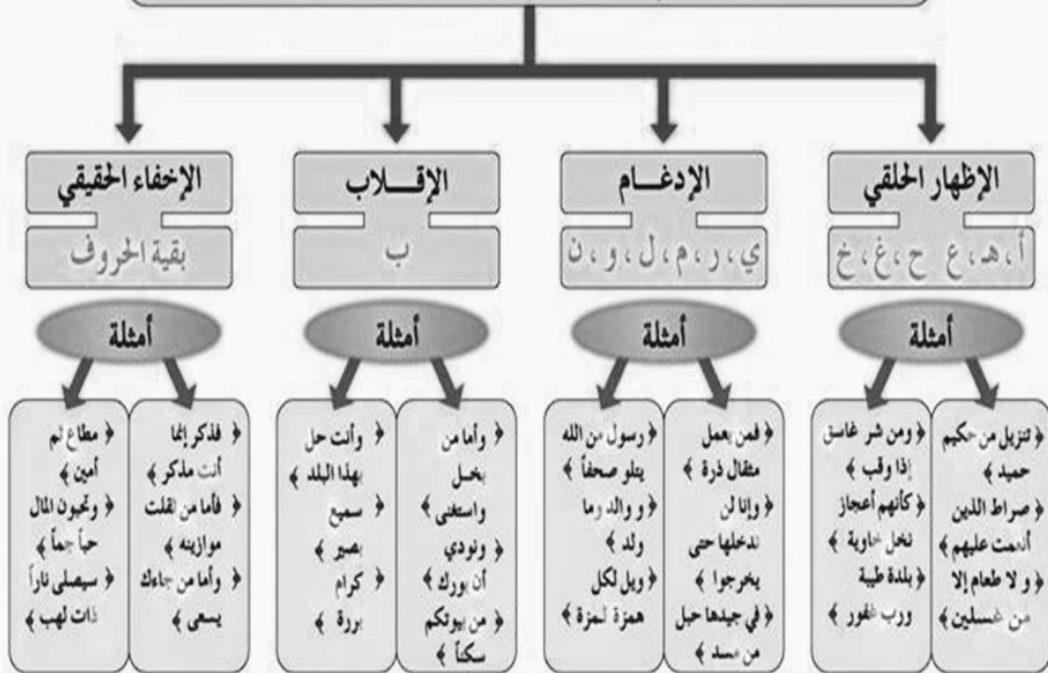 الإظهار الحلقي
أ، هـ، ع ح، غ، خ
أمثلة
﴿ تنزيل من حكيم
حميد ﴾
﴿ صراط الذين
أنعمت عليهم ﴾
﴿ ولا طعام إلا
من غسلين ﴾
﴿ ومن شر غاسق
إذا وقب ﴾
﴿ كأنهم أعجاز
نخل خاوية ﴾
﴿ بلدة طيبة
ورب غفور ﴾
الإدغـــام
ي، ر، م، ل، و، ن
أمثلة
﴿ فمن يعمل
مثقال ذرة ﴾
﴿ وإنا لن
ندخلها حتى
يخرجوا ﴾
﴿ في جيدها حبل
من مسد ﴾
﴿ رسول من الله
يتلو صحفاً ﴾
﴿ ووالد وما
ولد ﴾
﴿ ويل لكل
همزة لمزة ﴾
الإقـــلاب
ب
أمثلة
﴿ وأما من
بخـل
واستغنى ﴾
﴿ ونودي
أن بورك ﴾
﴿ من بيوتكم
سكناً ﴾
﴿ وأنت حل
بهذا البلد ﴾
﴿ سميع
بصير ﴾
﴿ كرام
بررة ﴾
الإخفاء الحقيقي
بقية الحروف
أمثلة
﴿ فذكر إنما
أنت مذكر ﴾
﴿ فأما من ثقلت
موازينه ﴾
﴿ وأما من جاءك
يسعى ﴾
﴿ مطاع ثم
أمين ﴾
﴿ وتحبون المال
حباً جماً ﴾
﴿ سيصلى ناراً
ذات لهب ﴾